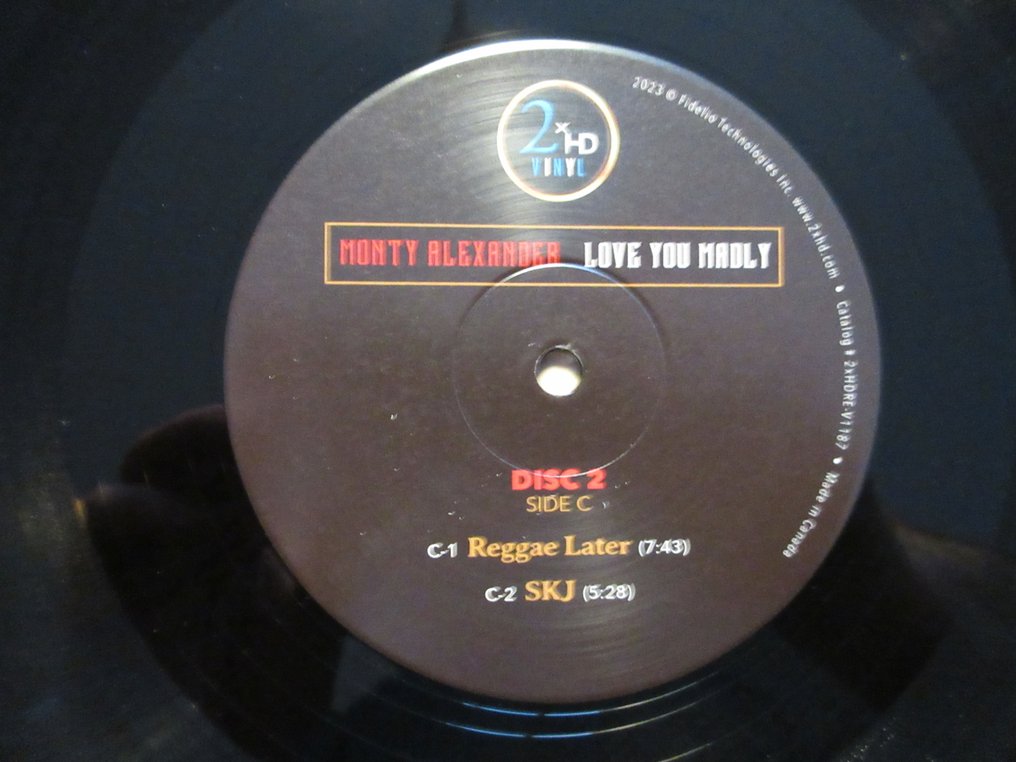 2xHD
VINYL
MONTY ALEXANDER LOVE YOU MADLY
DISC 2
SIDE C
C-1 Reggae Later (7:43)
C-2 SKJ (5:28)
2023 © Fidelio Technologies Inc. www.2xhd.com • Catalog # 2xHDRE-V1187 • Made in Canada